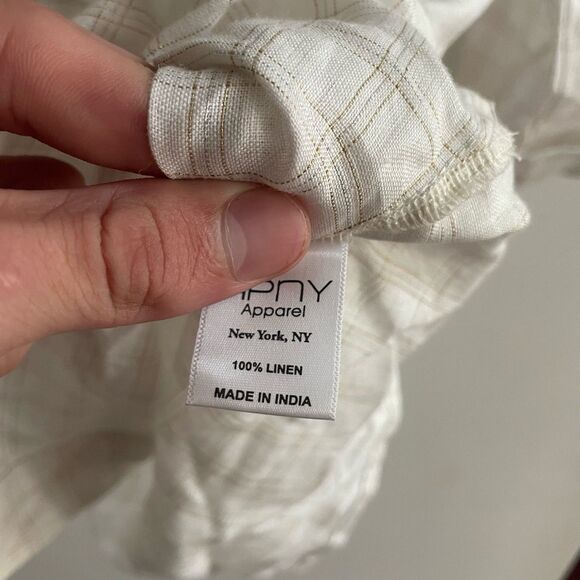 Apparel
New York, NY
100% LINEN
MADE IN INDIA